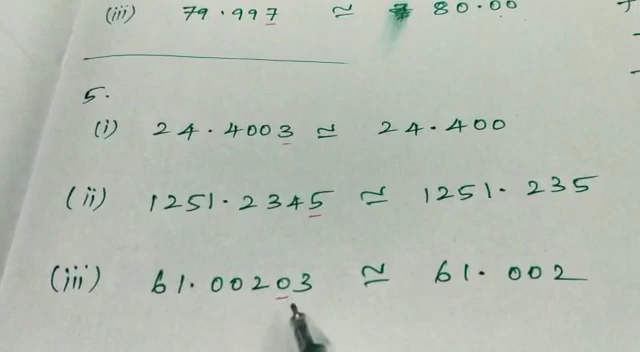 (iii) 79.997 ≃ 80.00
5.
(i) 24.4003 ≃ 24.400
(ii) 1251.2345 ≃ 1251.235
(iii) 61.00203 ≃ 61.002